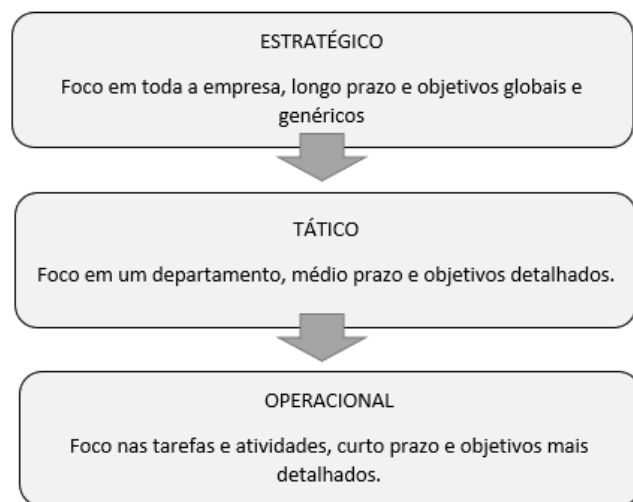 ESTRATÉGICO
Foco em toda a empresa, longo prazo e objetivos globais e
genéricos
TÁTICO
Foco em um departamento, médio prazo e objetivos detalhados.
OPERACIONAL
Foco nas tarefas e atividades, curto prazo e objetivos mais
detalhados.